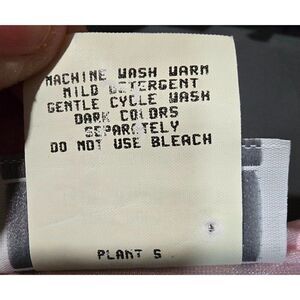 MACHINE WASH WARM
MILD DETERGENT
GENTLE CYCLE WASH
DARK COLORS
SEPARATELY
DO NOT USE BLEACH
PLANT 5